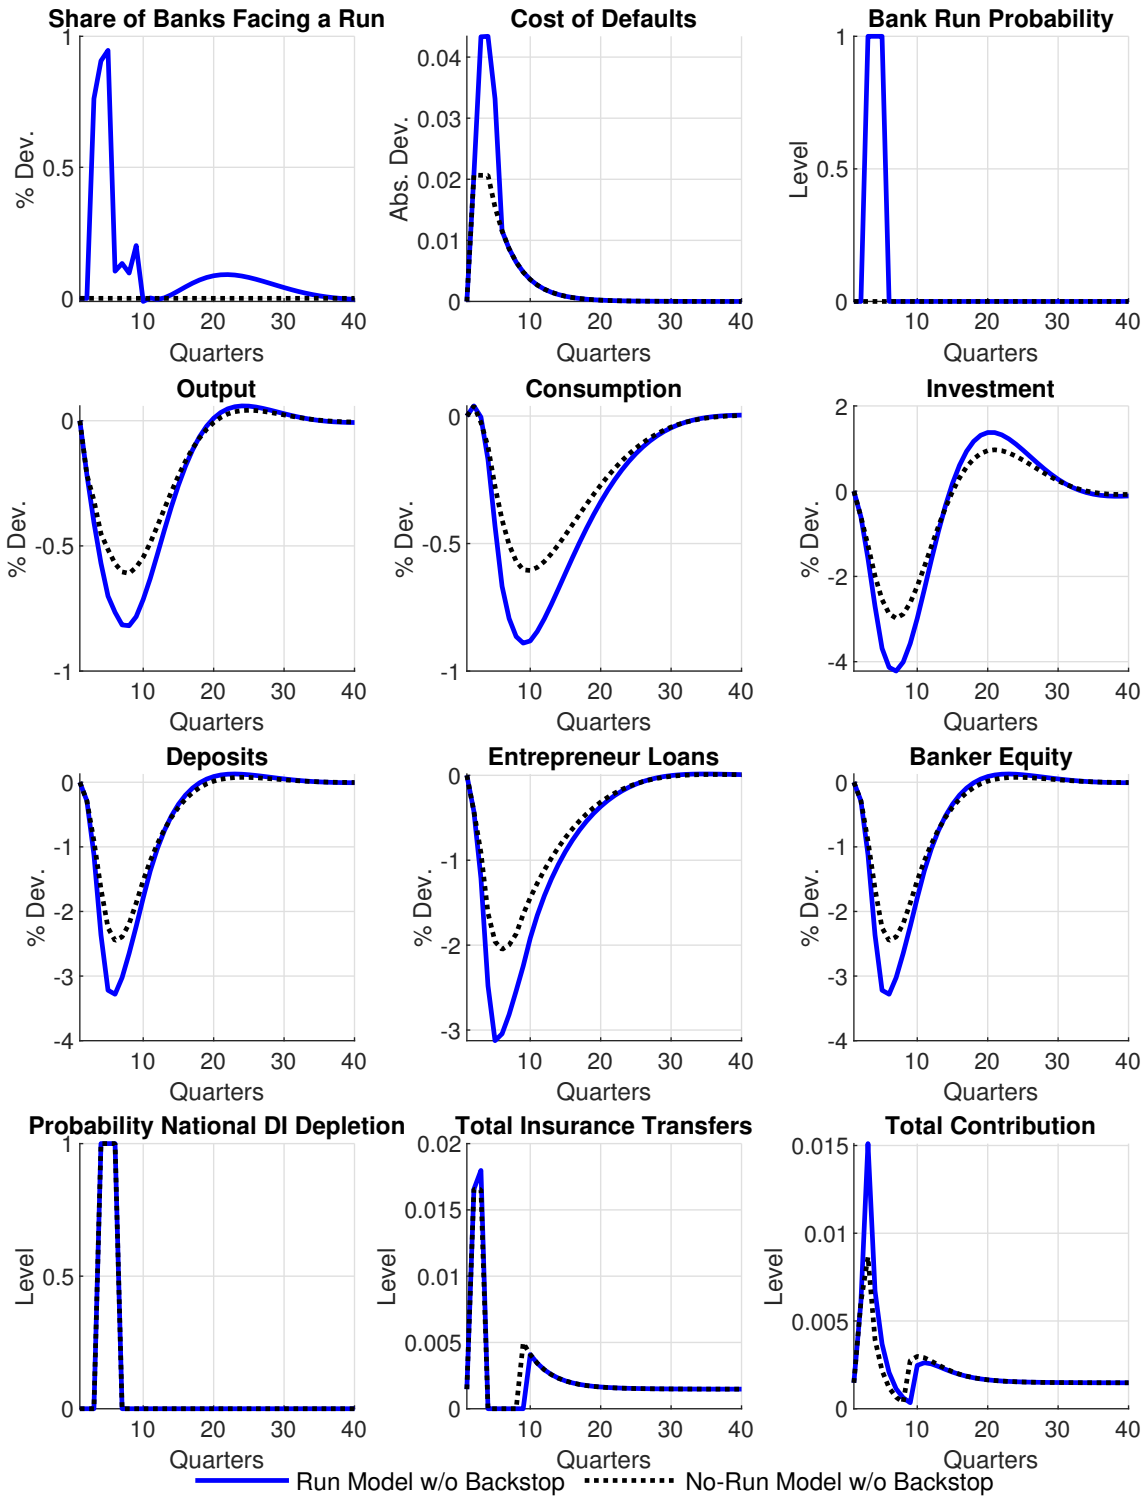 Share of Banks Facing a Run
Cost of Defaults
Bank Run Probability
% Dev.
1
0.5
0
10 20 30 40
Quarters
Abs. Dev.
0.04
0.03
0.02
0.01
0
10 20 30 40
Quarters
Level
1
0.5
0
10 20 30 40
Quarters
Output
Consumption
Investment
% Dev.
0
-0.5
-1
10 20 30 40
Quarters
% Dev.
0
-0.5
-1
10 20 30 40
Quarters
% Dev.
2
0
-2
-4
10 20 30 40
Quarters
Deposits
Entrepreneur Loans
Banker Equity
% Dev.
0
-1
-2
-3
-4
10 20 30 40
Quarters
% Dev.
0
-1
-2
-3
10 20 30 40
Quarters
% Dev.
0
-1
-2
-3
-4
10 20 30 40
Quarters
Probability National DI Depletion
Total Insurance Transfers
Total Contribution
Level
1
0.5
0
10 20 30 40
Quarters
Level
0.02
0.015
0.01
0.005
0
10 20 30 40
Quarters
Level
0.015
0.01
0.005
0
10 20 30 40
Quarters
Run Model w/o Backstop
No-Run Model w/o Backstop